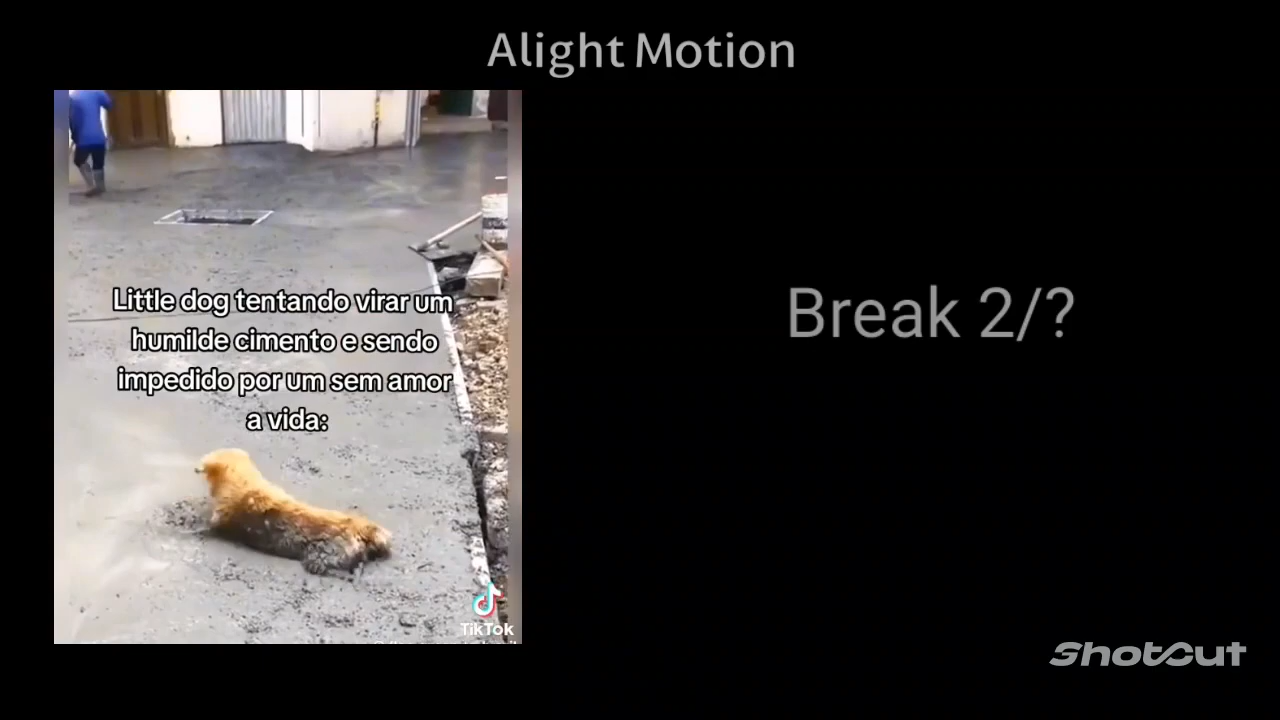 Alight Motion
Little dog tentando virar um
humilde cimento e sendo
impedido por um sem amor
a vida:
Break 2/?
TikTok
ShotCut